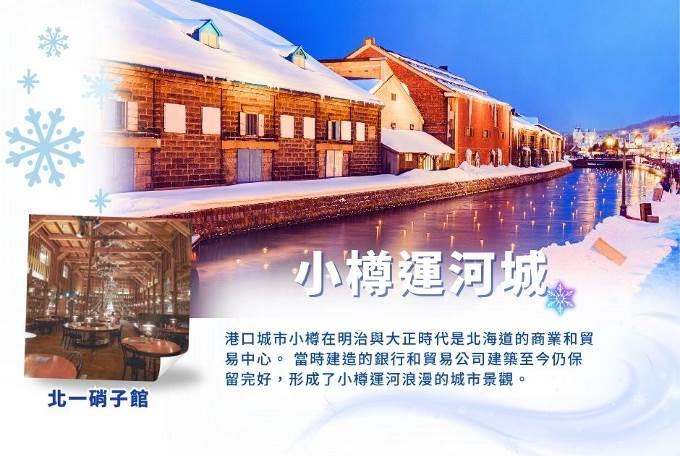 小樽運河城
港口城市小樽在明治與大正時代是北海道的商業和貿
易中心。 當時建造的銀行和貿易公司建築至今仍保
留完好，形成了小樽運河浪漫的城市景觀。
北一硝子館